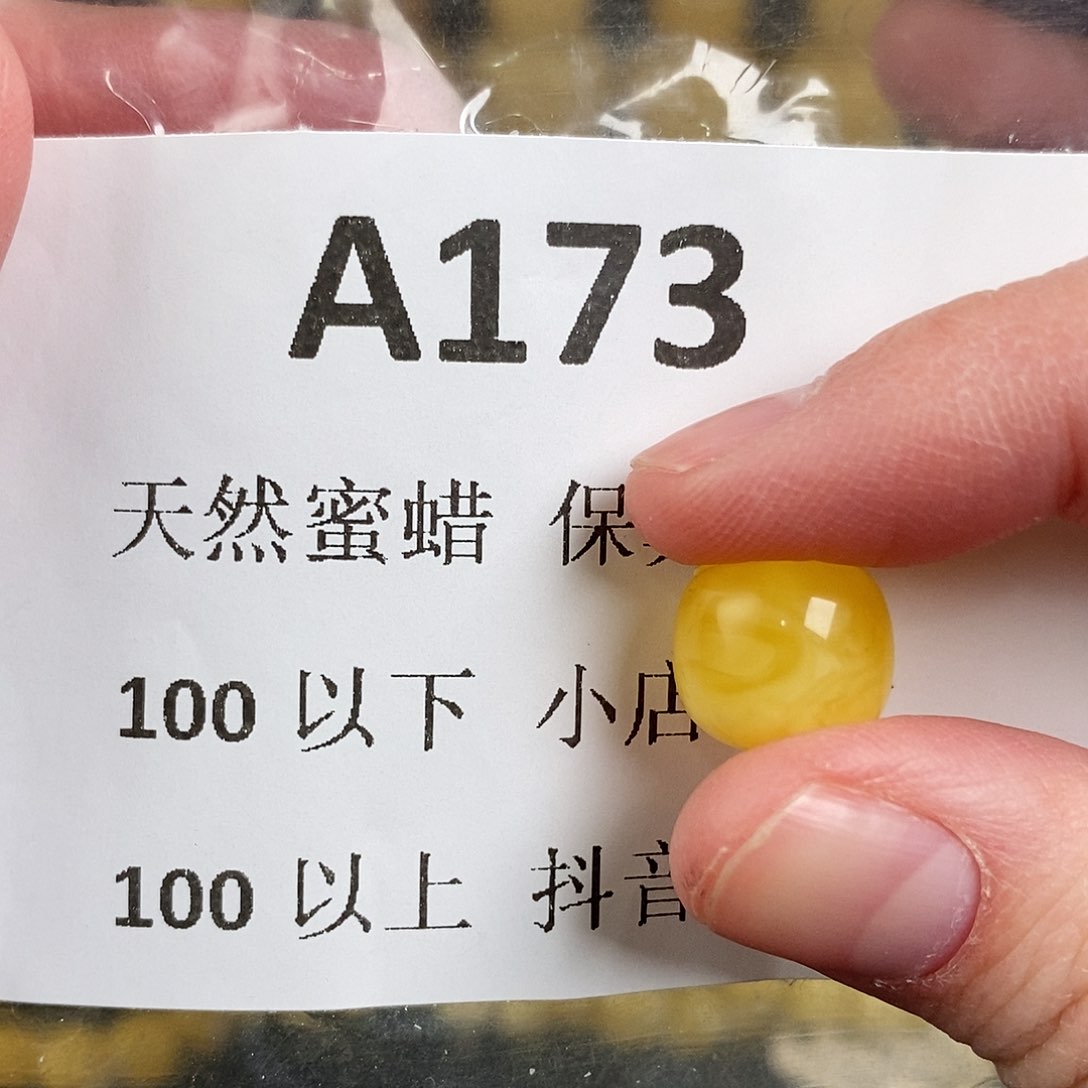 A173
天然蜜蜡 保
100 以下 小店
100 以上 抖音